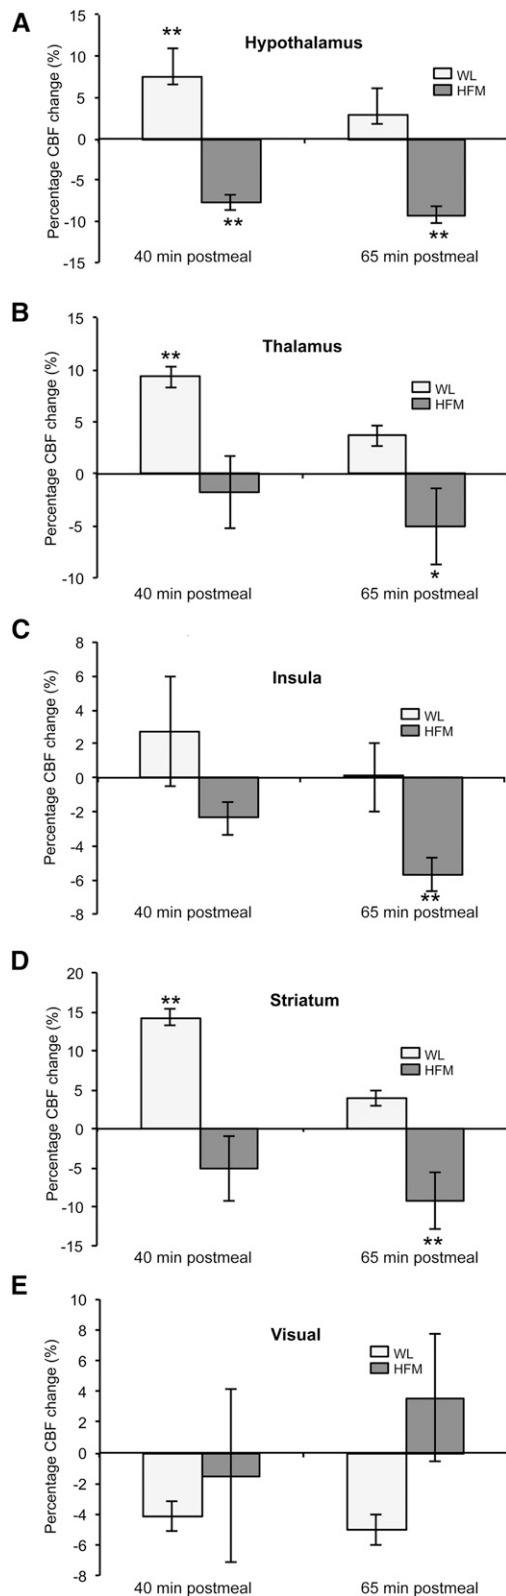 A
Hypothalamus
Percentage CBF change (%)
15
10
5
0
-5
-10
-15
**
**
**
WL
HFM
40 min postmeal
65 min postmeal
B
Thalamus
Percentage CBF change (%)
15
10
5
0
-5
-10
**
*
WL
HFM
40 min postmeal
65 min postmeal
C
Insula
Percentage CBF change (%)
8
6
4
2
0
-2
-4
-6
-8
**
WL
HFM
40 min postmeal
65 min postmeal
D
Striatum
Percentage CBF change (%)
20
15
10
5
0
-5
-10
-15
**
**
WL
HFM
40 min postmeal
65 min postmeal
E
Visual
Percentage CBF change (%)
10
8
6
4
2
0
-2
-4
-6
-8
WL
HFM
40 min postmeal
65 min postmeal